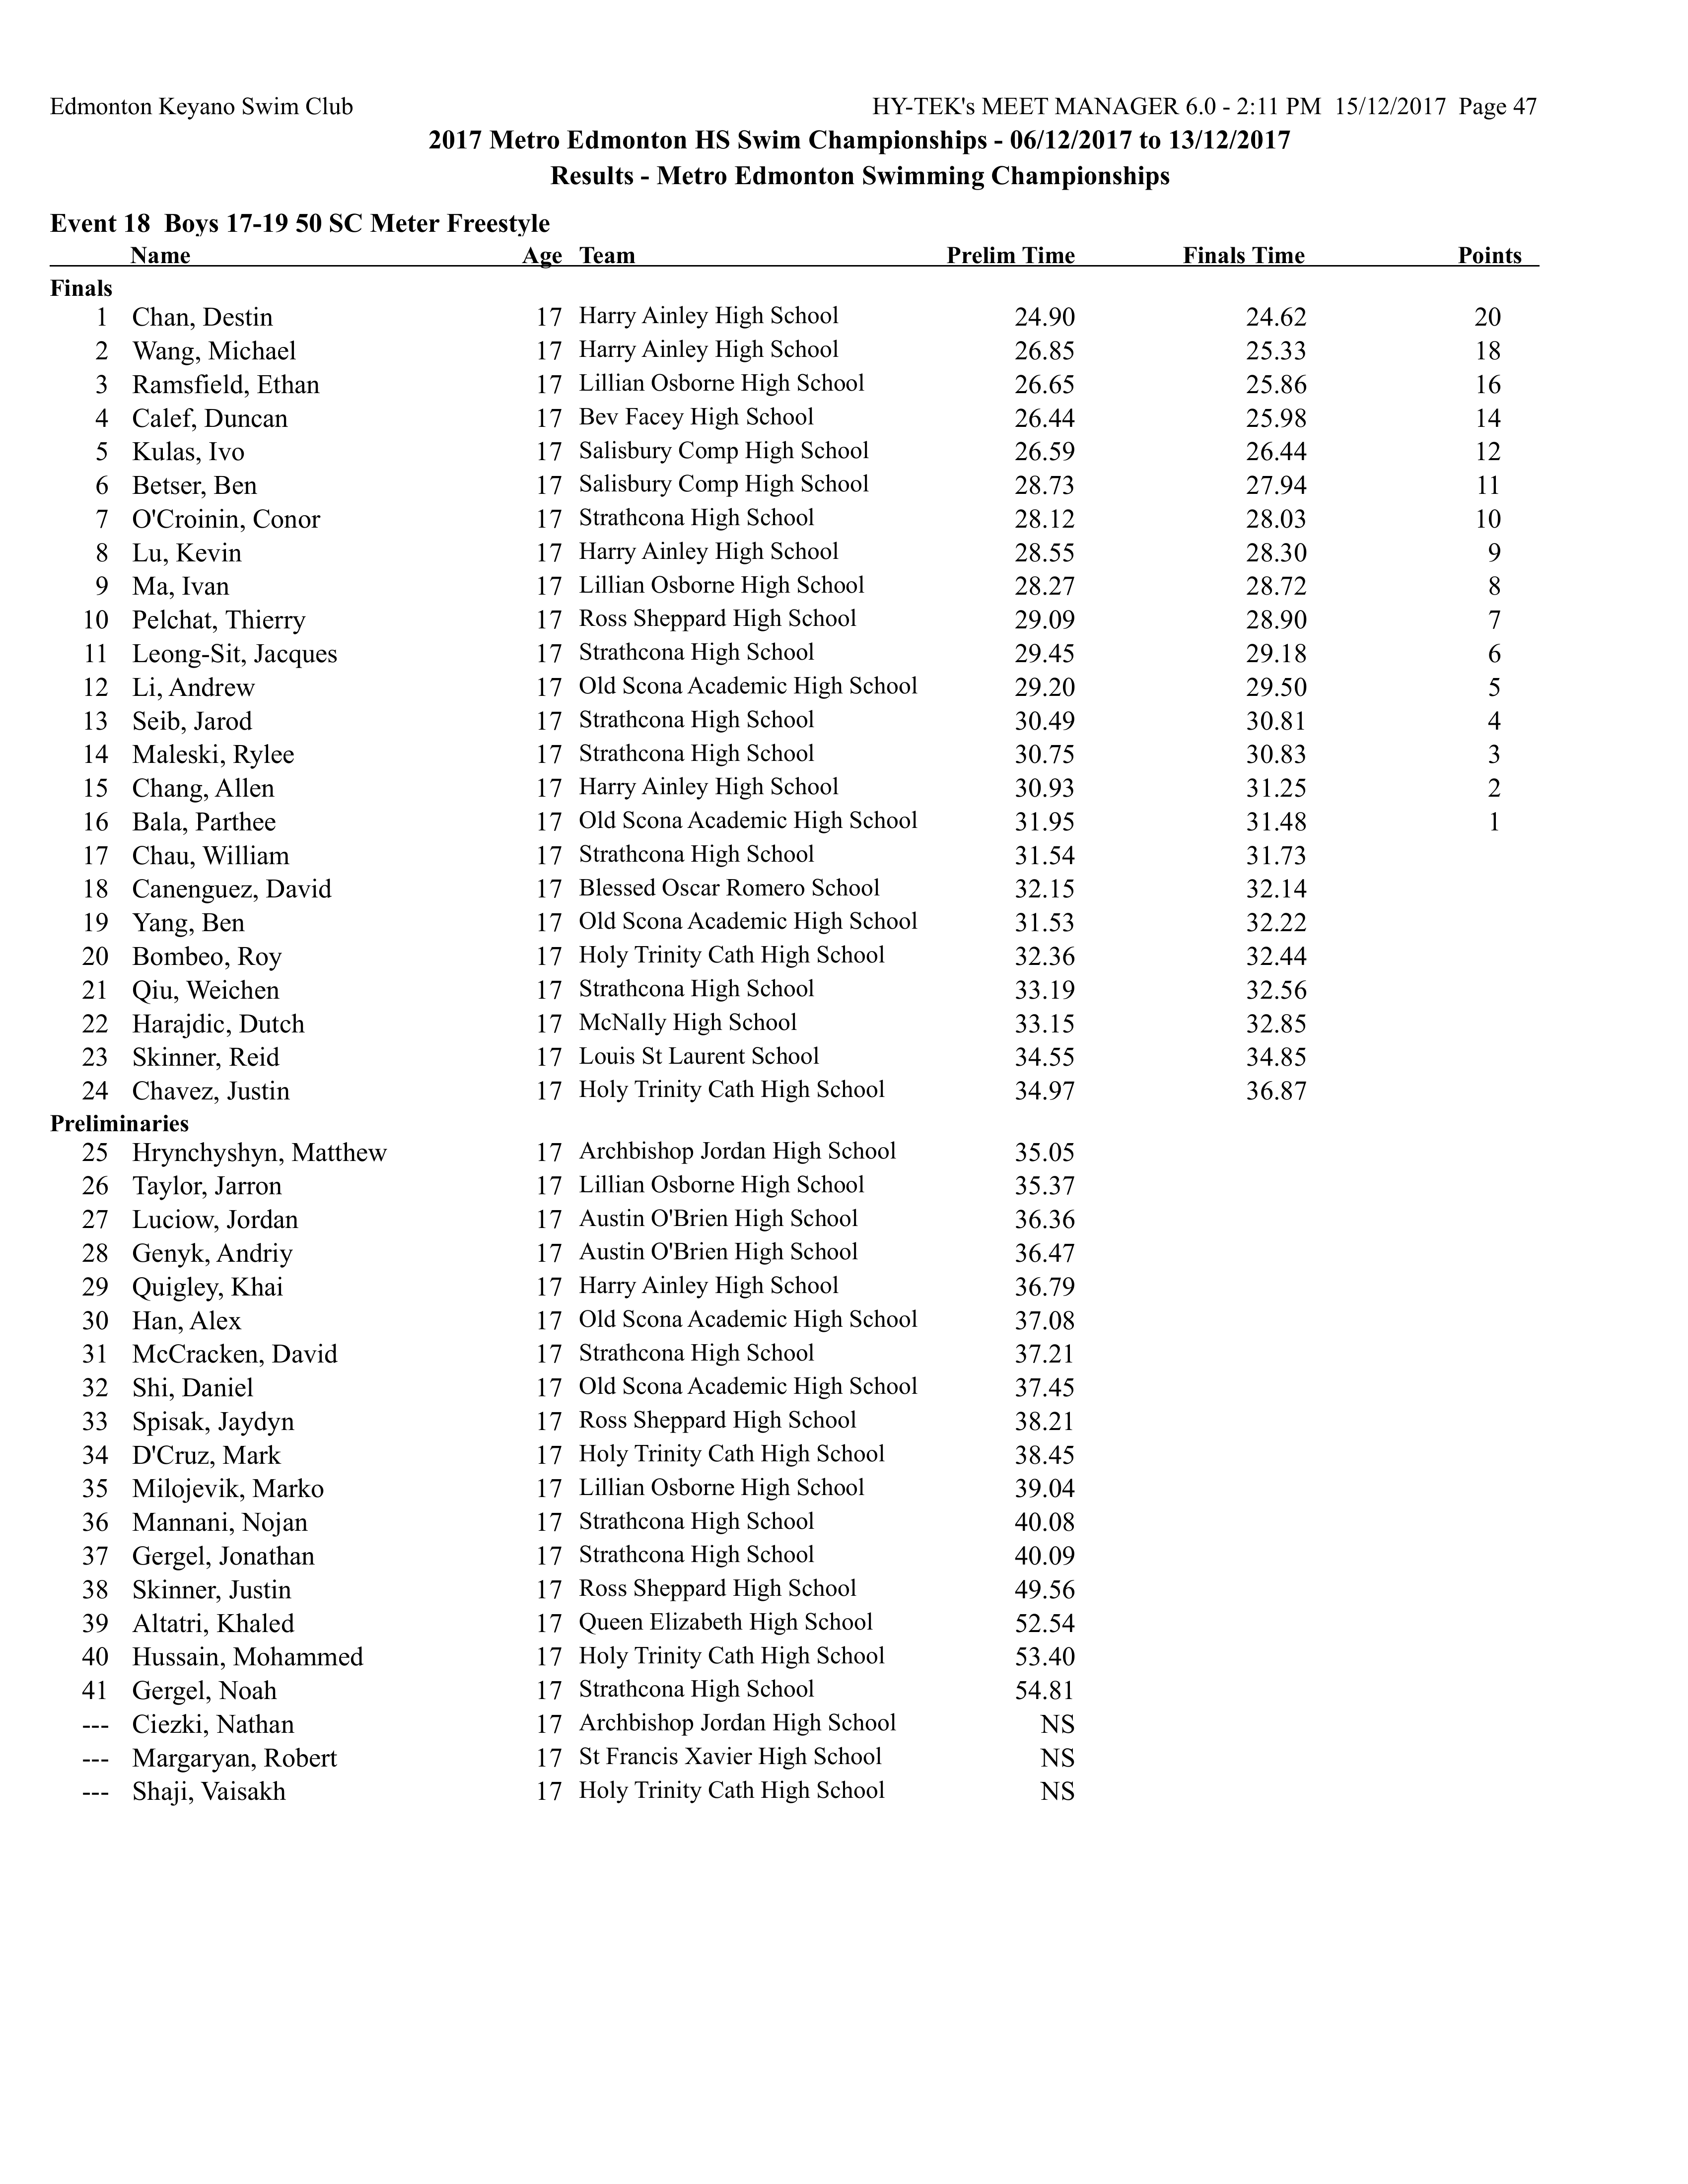 Edmonton Keyano Swim Club HY-TEK's MEET MANAGER 6.0 - 2:11 PM 15/12/2017 Page 47
2017 Metro Edmonton HS Swim Championships - 06/12/2017 to 13/12/2017
Results - Metro Edmonton Swimming Championships
Event 18 Boys 17-19 50 SC Meter Freestyle
Name Age Team Prelim Time Finals Time Points
Finals
1 Chan, Destin 17 Harry Ainley High School 24.90 24.62 20
2 Wang, Michael 17 Harry Ainley High School 26.85 25.33 18
3 Ramsfield, Ethan 17 Lillian Osborne High School 26.65 25.86 16
4 Calef, Duncan 17 Bev Facey High School 26.44 25.98 14
5 Kulas, Ivo 17 Salisbury Comp High School 26.59 26.44 12
6 Betser, Ben 17 Salisbury Comp High School 28.73 27.94 11
7 O'Croinin, Conor 17 Strathcona High School 28.12 28.03 10
8 Lu, Kevin 17 Harry Ainley High School 28.55 28.30 9
9 Ma, Ivan 17 Lillian Osborne High School 28.27 28.72 8
10 Pelchat, Thierry 17 Ross Sheppard High School 29.09 28.90 7
11 Leong-Sit, Jacques 17 Strathcona High School 29.45 29.18 6
12 Li, Andrew 17 Old Scona Academic High School 29.20 29.50 5
13 Seib, Jarod 17 Strathcona High School 30.49 30.81 4
14 Maleski, Rylee 17 Strathcona High School 30.75 30.83 3
15 Chang, Allen 17 Harry Ainley High School 30.93 31.25 2
16 Bala, Parthee 17 Old Scona Academic High School 31.95 31.48 1
17 Chau, William 17 Strathcona High School 31.54 31.73
18 Canenguez, David 17 Blessed Oscar Romero School 32.15 32.14
19 Yang, Ben 17 Old Scona Academic High School 31.53 32.22
20 Bombeo, Roy 17 Holy Trinity Cath High School 32.36 32.44
21 Qiu, Weichen 17 Strathcona High School 33.19 32.56
22 Harajdic, Dutch 17 McNally High School 33.15 32.85
23 Skinner, Reid 17 Louis St Laurent School 34.55 34.85
24 Chavez, Justin 17 Holy Trinity Cath High School 34.97 36.87
Preliminaries
25 Hrynchyshyn, Matthew 17 Archbishop Jordan High School 35.05
26 Taylor, Jarron 17 Lillian Osborne High School 35.37
27 Luciow, Jordan 17 Austin O'Brien High School 36.36
28 Genyk, Andriy 17 Austin O'Brien High School 36.47
29 Quigley, Khai 17 Harry Ainley High School 36.79
30 Han, Alex 17 Old Scona Academic High School 37.08
31 McCracken, David 17 Strathcona High School 37.21
32 Shi, Daniel 17 Old Scona Academic High School 37.45
33 Spisak, Jaydyn 17 Ross Sheppard High School 38.21
34 D'Cruz, Mark 17 Holy Trinity Cath High School 38.45
35 Milojevik, Marko 17 Lillian Osborne High School 39.04
36 Mannani, Nojan 17 Strathcona High School 40.08
37 Gergel, Jonathan 17 Strathcona High School 40.09
38 Skinner, Justin 17 Ross Sheppard High School 49.56
39 Altatri, Khaled 17 Queen Elizabeth High School 52.54
40 Hussain, Mohammed 17 Holy Trinity Cath High School 53.40
41 Gergel, Noah 17 Strathcona High School 54.81
--- Ciezki, Nathan 17 Archbishop Jordan High School NS
--- Margaryan, Robert 17 St Francis Xavier High School NS
--- Shaji, Vaisakh 17 Holy Trinity Cath High School NS